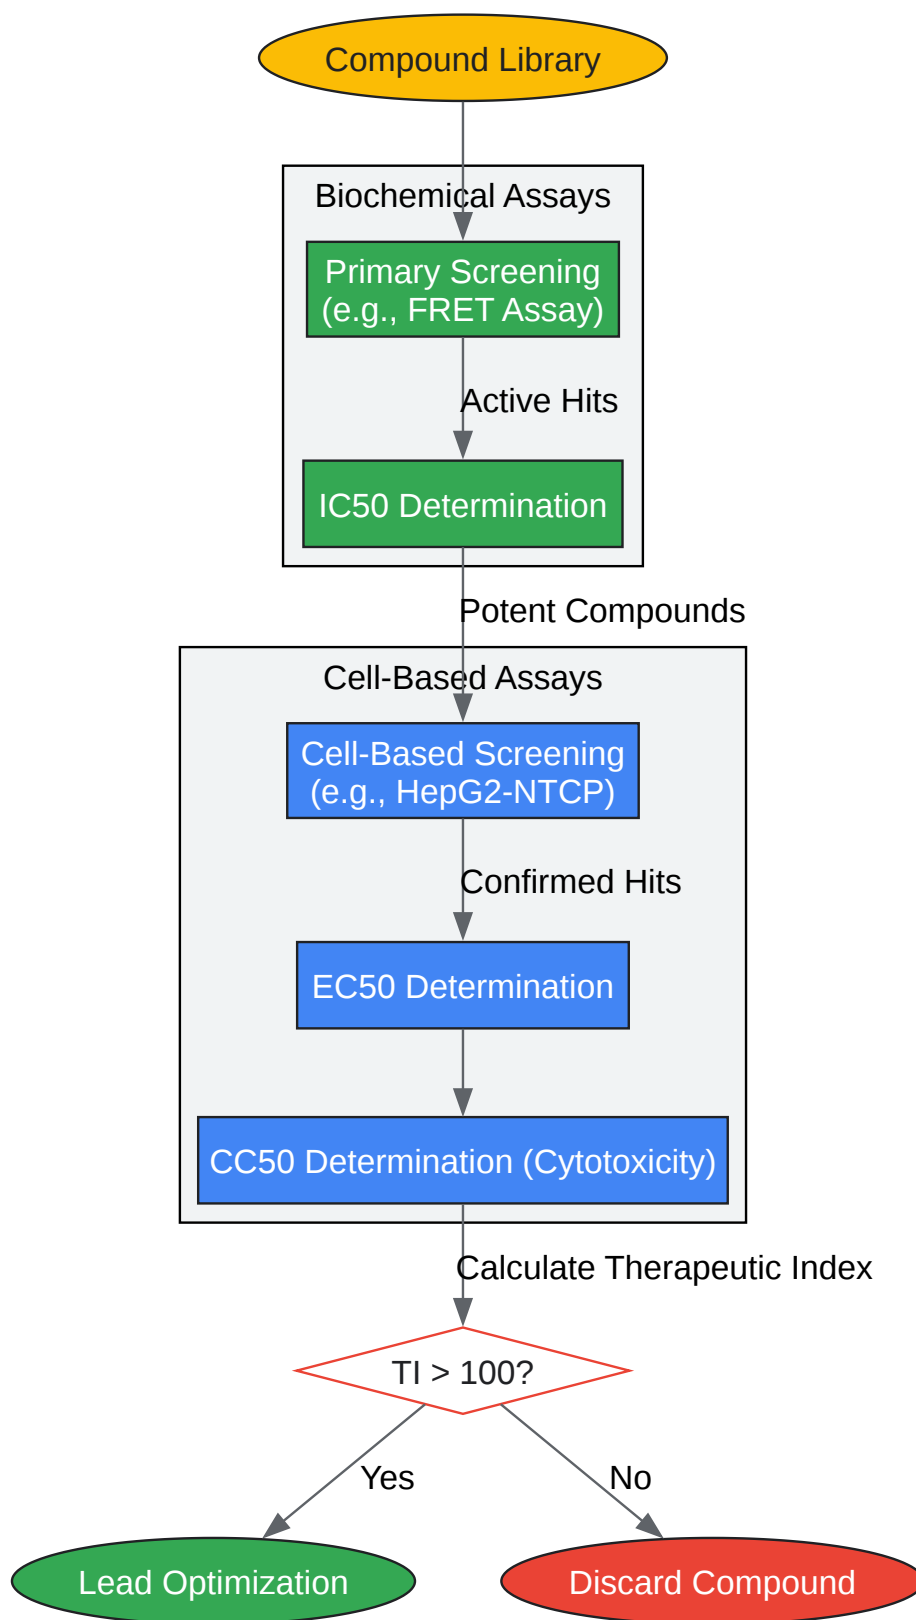 Compound Library
Biochemical Assays
Primary Screening
(e.g., FRET Assay)
Active Hits
IC50 Determination
Potent Compounds
Cell-Based Assays
Cell-Based Screening
(e.g., HepG2-NTCP)
Confirmed Hits
EC50 Determination
CC50 Determination (Cytotoxicity)
Calculate Therapeutic Index
TI > 100?
Yes
No
Lead Optimization
Discard Compound